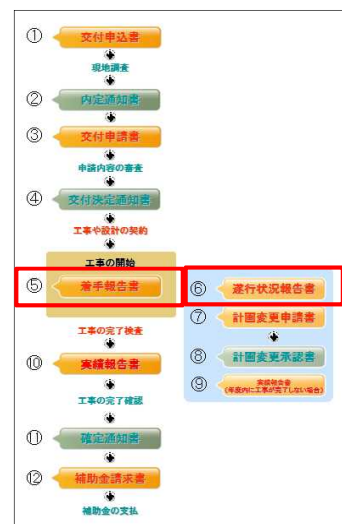 ① 交付申込書
現地調査
② 内定通知書
③ 交付申請書
申請内容の審査
④ 交付決定通知書
工事や設計の契約
工事の開始
⑤ 着手報告書
⑥ 遂行状況報告書
⑦ 計画変更申請書
⑧ 計画変更承認書
⑨ 実績報告書
(年度内に工事が完了しない場合)
工事の完了検査
⑩ 実績報告書
工事の完了確認
⑪ 確定通知書
⑫ 補助金請求書
補助金の支払